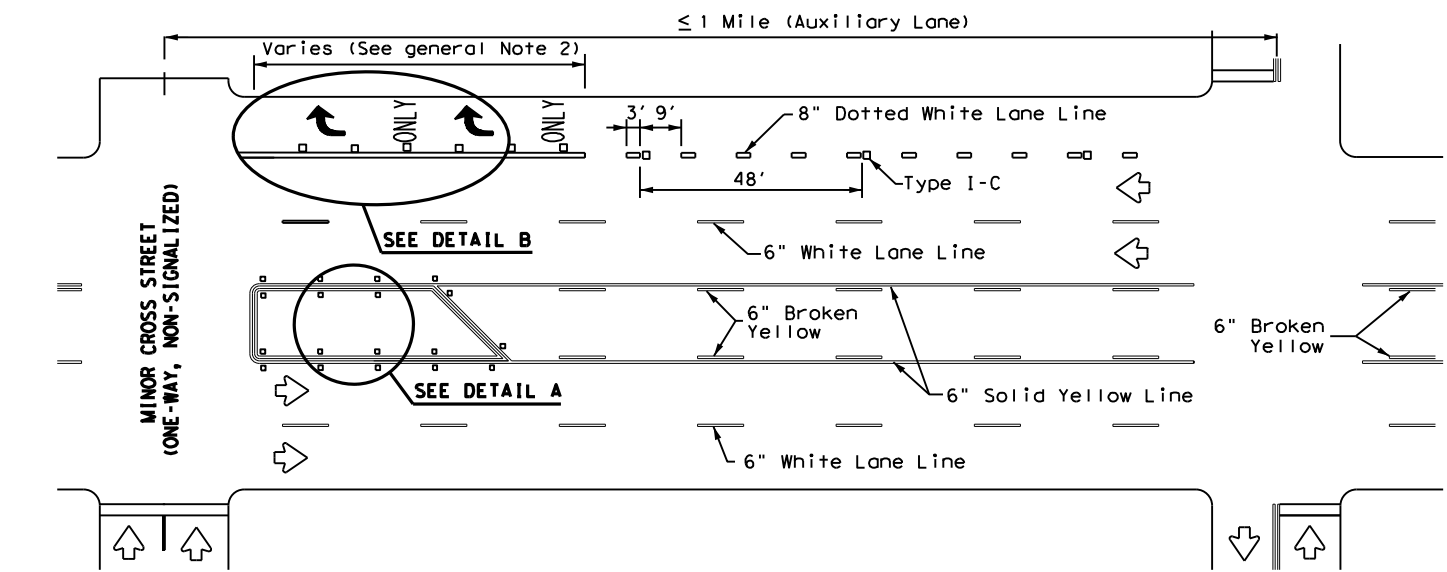 ≤ 1 Mile (Auxiliary Lane)
Varies (See general Note 2)
ONLY
ONLY
3' 9'
8" Dotted White Lane Line
48'
Type I-C
SEE DETAIL B
6" White Lane Line
MINOR CROSS STREET
(ONE-WAY, NON-SIGNALIZED)
6" Broken
Yellow
6" Broken
Yellow
SEE DETAIL A
6" Solid Yellow Line
6" White Lane Line